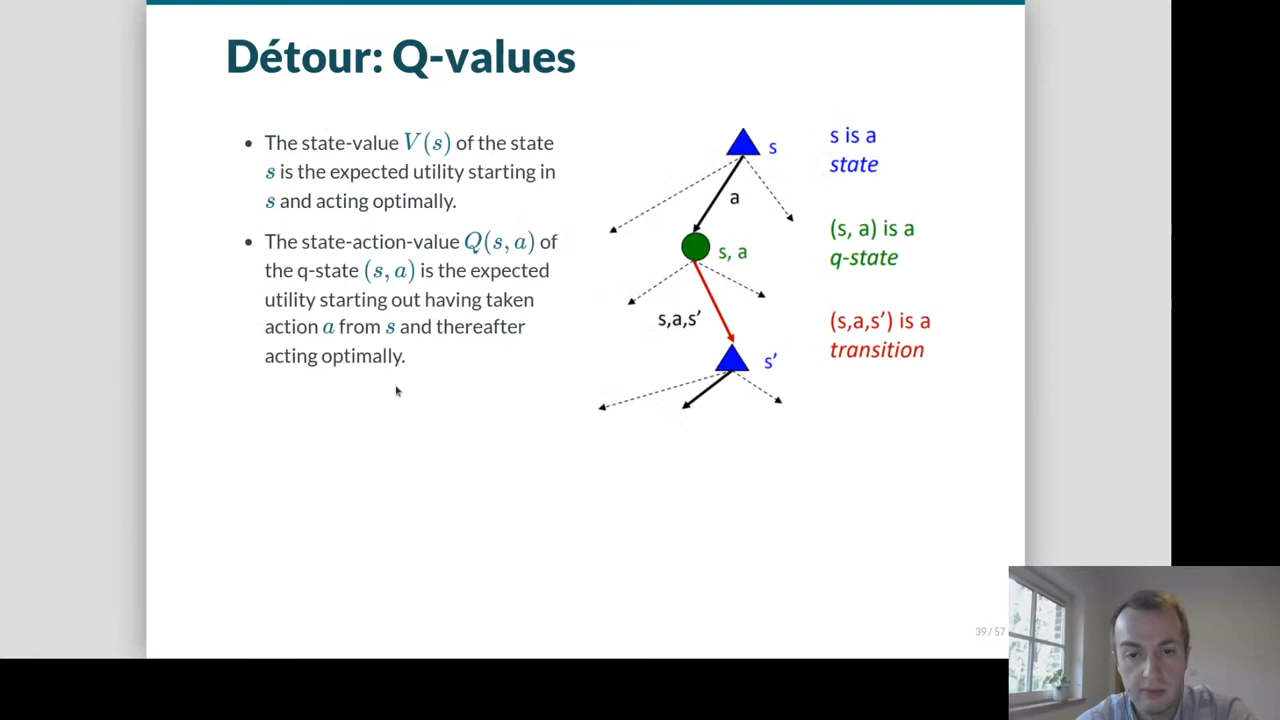 Détour: Q-values
The state-value V(s) of the state
s is the expected utility starting in
s and acting optimally.
The state-action-value Q(s, a) of
the q-state (s, a) is the expected
utility starting out having taken
action a from s and thereafter
acting optimally.
s
a
s, a
s,a,s’
s’
s is a
state
(s, a) is a
q-state
(s,a,s’) is a
transition
39 / 57